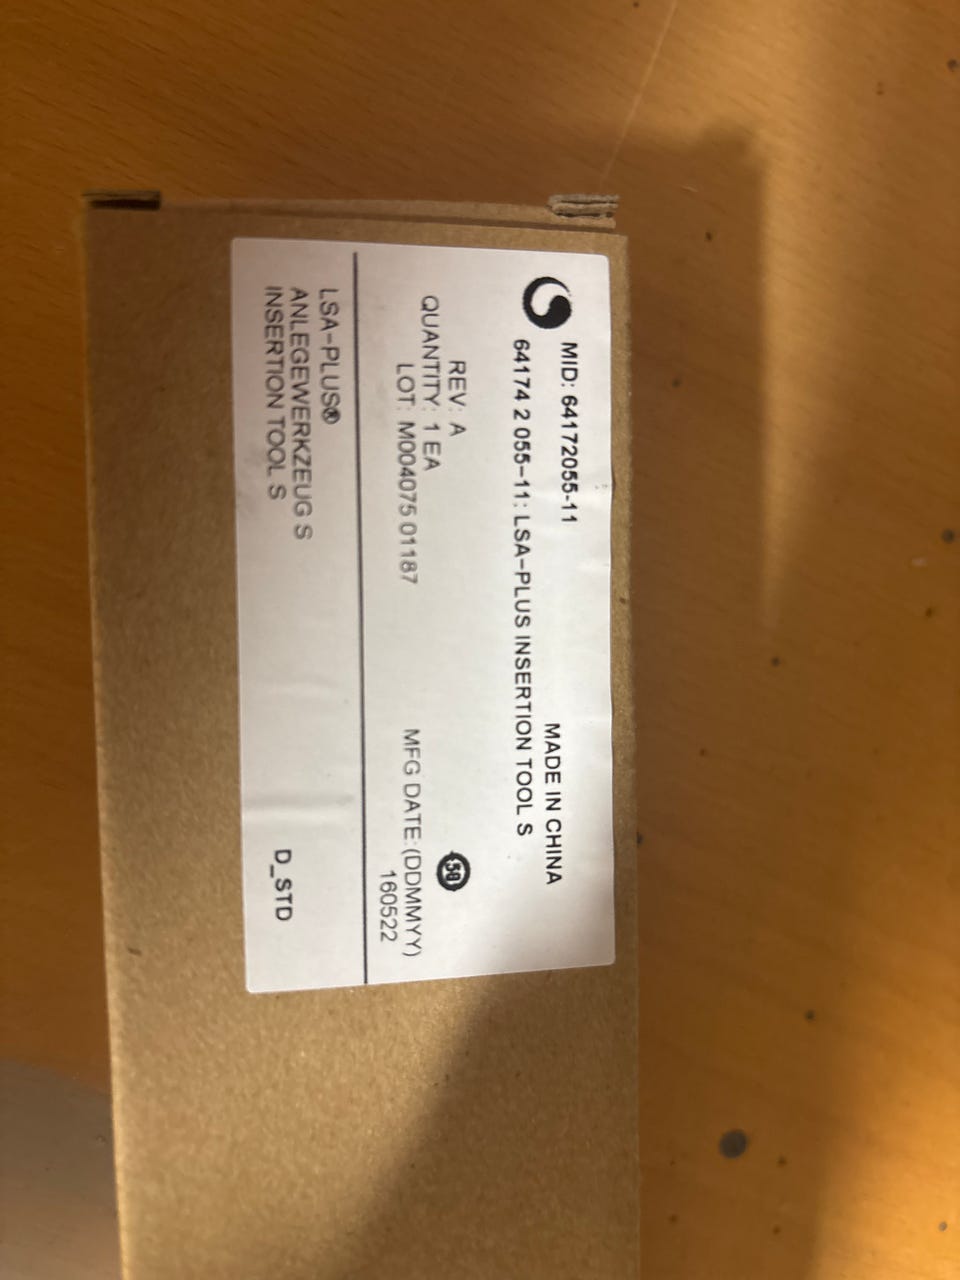 MID: 64172055-11
MADE IN CHINA
64174 2 055-11: LSA-PLUS INSERTION TOOL S
REV: A
QUANTITY: 1 EA
LOT: M004075 01187
MFG DATE:(DDMMYY)
160522
LSA-PLUS®
ANLEGEWERKZEUG S
INSERTION TOOL S
D_STD